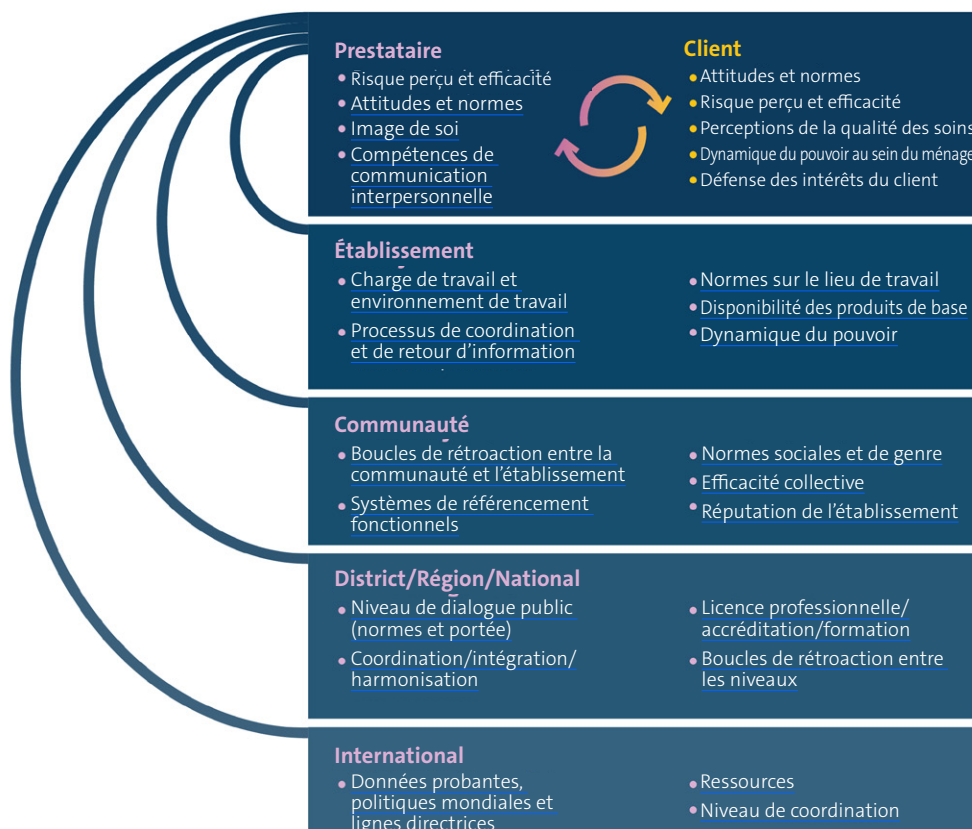 Prestataire
• Risque perçu et efficacité
• Attitudes et normes
• Image de soi
• Compétences de
communication
interpersonnelle
Client
• Attitudes et normes
• Risque perçu et efficacité
• Perceptions de la qualité des soins
• Dynamique du pouvoir au sein du ménage
• Défense des intérêts du client
Établissement
• Charge de travail et
environnement de travail
• Processus de coordination
et de retour d’information
• Normes sur le lieu de travail
• Disponibilité des produits de base
• Dynamique du pouvoir
Communauté
• Boucles de rétroaction entre la
communauté et l’établissement
• Systèmes de référencement
fonctionnels
• Normes sociales et de genre
• Efficacité collective
• Réputation de l’établissement
District/Région/National
• Niveau de dialogue public
(normes et portée)
• Coordination/intégration/
harmonisation
• Licence professionnelle/
accréditation/formation
• Boucles de rétroaction entre
les niveaux
International
• Données probantes,
politiques mondiales et
lignes directrices
• Ressources
• Niveau de coordination